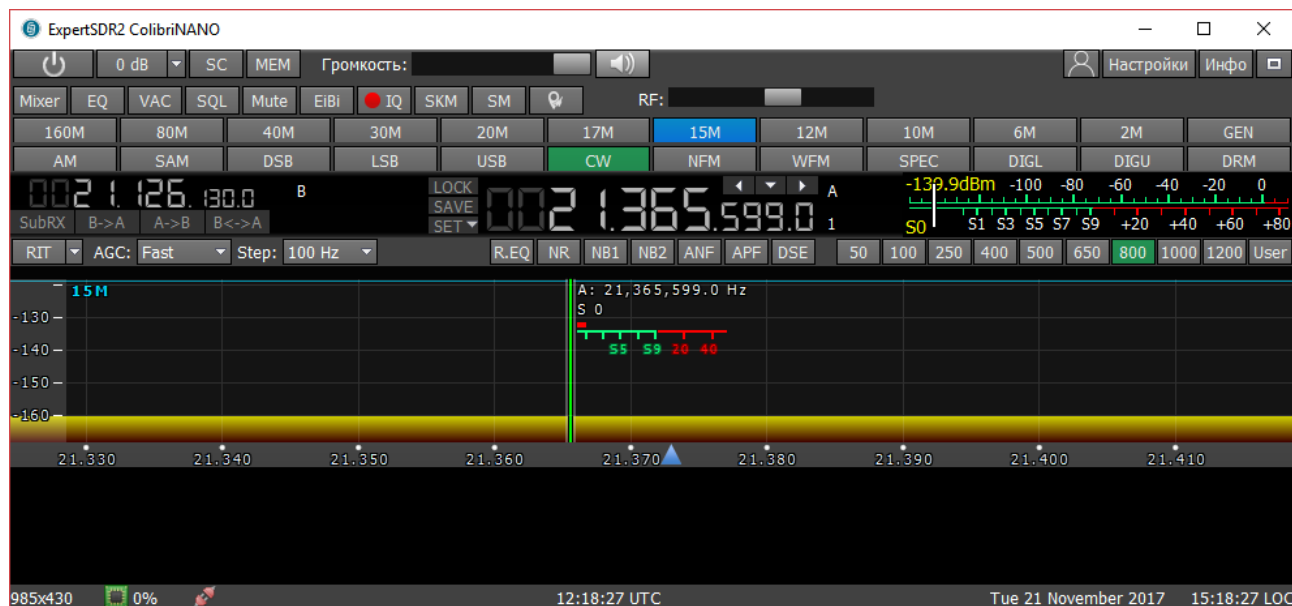 ExpertSDR2 ColibriNANO
0 dB SC MEM Громкость: Настройки Инфо
Mixer EQ VAC SQL Mute EiBi IQ SKM SM RF:
160M 80M 40M 30M 20M 17M 15M 12M 10M 6M 2M GEN
AM SAM DSB LSB USB CW NFM WFM SPEC DIGL DIGU DRM
0021.126.130.0 B LOCK SAVE SET 0021.365.599.0 A 1
-139.9dBm -100 -80 -60 -40 -20 0
SubRX B->A A->B B<->A
S0 S1 S3 S5 S7 S9 +20 +40 +60 +80
RIT AGC: Fast Step: 100 Hz R.EQ NR NB1 NB2 ANF APF DSE 50 100 250 400 500 650 800 1000 1200 User
15M A: 21,365,599.0 Hz
S 0
-130
S5 S9 20 40
-140
-150
-160
21.330 21.340 21.350 21.360 21.370 21.380 21.390 21.400 21.410
985x430 0% 12:18:27 UTC Tue 21 November 2017 15:18:27 LOC